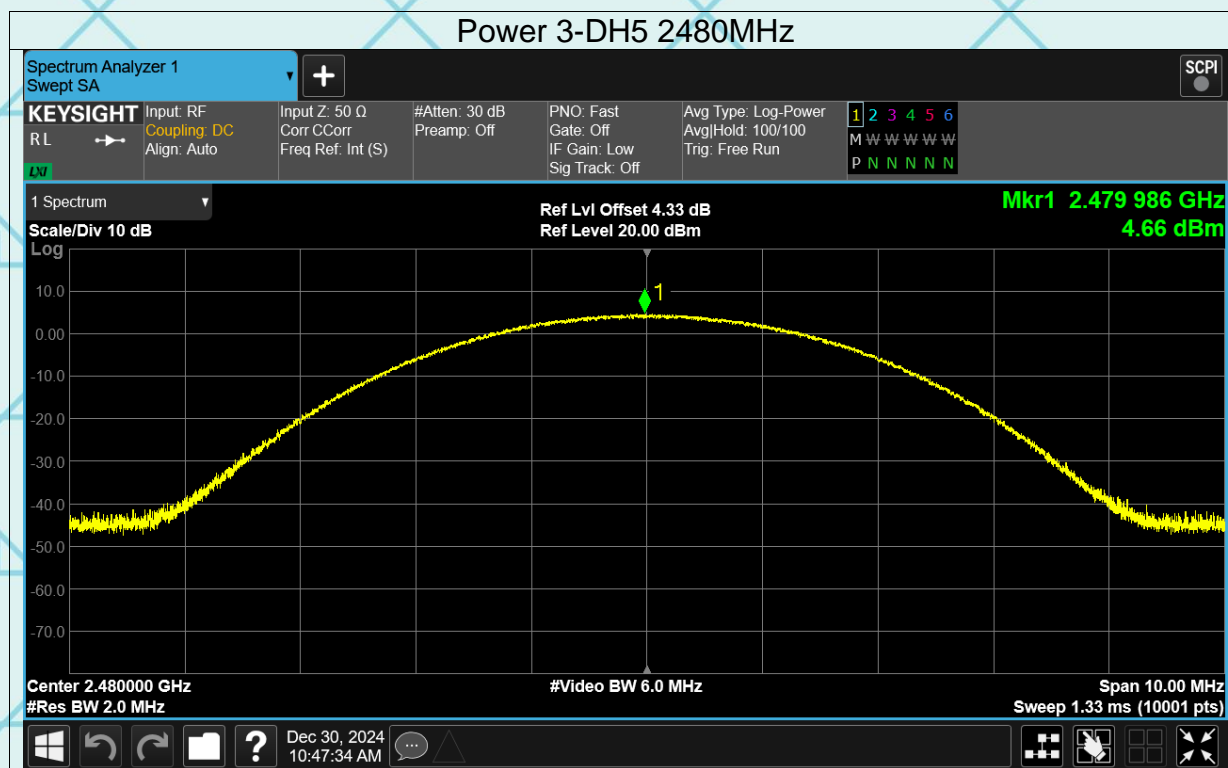 Power 3-DH5 2480MHz
Spectrum Analyzer 1
Swept SA
▼
+
SCPI
KEYSIGHT
RL
LXI
Input: RF
Coupling: DC
Align: Auto
Input Z: 50 Ω
Corr CCorr
Freq Ref: Int (S)
#Atten: 30 dB
Preamp: Off
PNO: Fast
Gate: Off
IF Gain: Low
Sig Track: Off
Avg Type: Log-Power
Avg|Hold: 100/100
Trig: Free Run
1 2 3 4 5 6
M W W W W W
P N N N N N
1 Spectrum ▼
Scale/Div 10 dB
Log
Ref Lvl Offset 4.33 dB
Ref Level 20.00 dBm
Mkr1 2.479 986 GHz
4.66 dBm
1
10.0
0.00
-10.0
-20.0
-30.0
-40.0
-50.0
-60.0
-70.0
Center 2.480000 GHz
#Video BW 6.0 MHz
Span 10.00 MHz
#Res BW 2.0 MHz
Sweep 1.33 ms (10001 pts)
?
Dec 30, 2024
10:47:34 AM